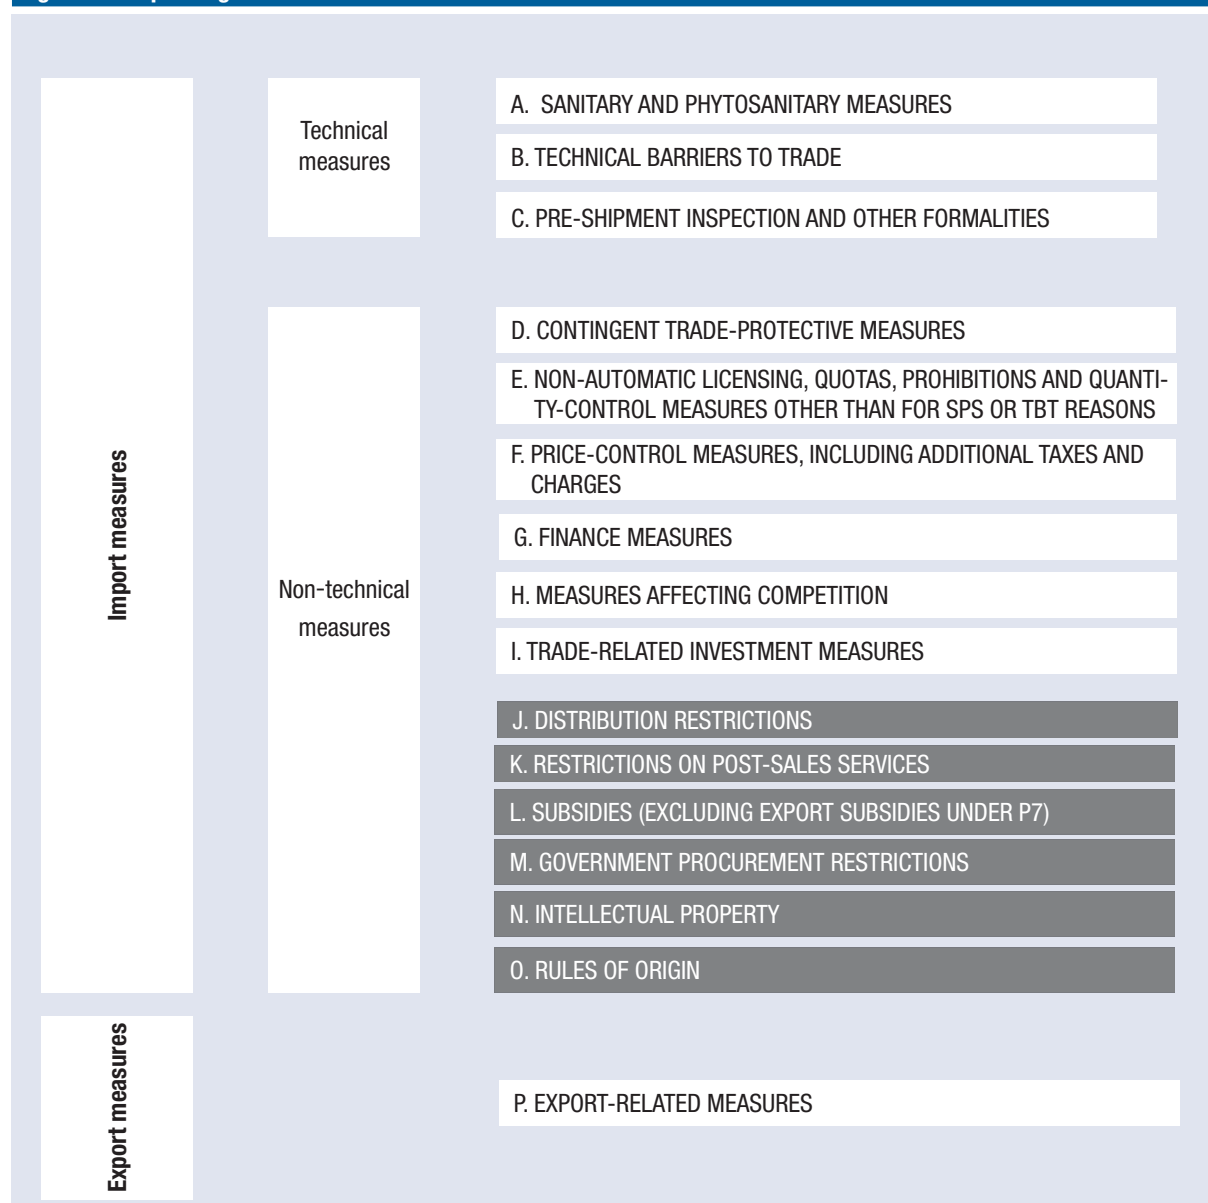 Import measures
Technical
measures
A. SANITARY AND PHYTOSANITARY MEASURES
B. TECHNICAL BARRIERS TO TRADE
C. PRE-SHIPMENT INSPECTION AND OTHER FORMALITIES
Non-technical
measures
D. CONTINGENT TRADE-PROTECTIVE MEASURES
E. NON-AUTOMATIC LICENSING, QUOTAS, PROHIBITIONS AND QUANTI-
TY-CONTROL MEASURES OTHER THAN FOR SPS OR TBT REASONS
F. PRICE-CONTROL MEASURES, INCLUDING ADDITIONAL TAXES AND
CHARGES
G. FINANCE MEASURES
H. MEASURES AFFECTING COMPETITION
I. TRADE-RELATED INVESTMENT MEASURES
J. DISTRIBUTION RESTRICTIONS
K. RESTRICTIONS ON POST-SALES SERVICES
L. SUBSIDIES (EXCLUDING EXPORT SUBSIDIES UNDER P7)
M. GOVERNMENT PROCUREMENT RESTRICTIONS
N. INTELLECTUAL PROPERTY
O. RULES OF ORIGIN
Export measures
P. EXPORT-RELATED MEASURES